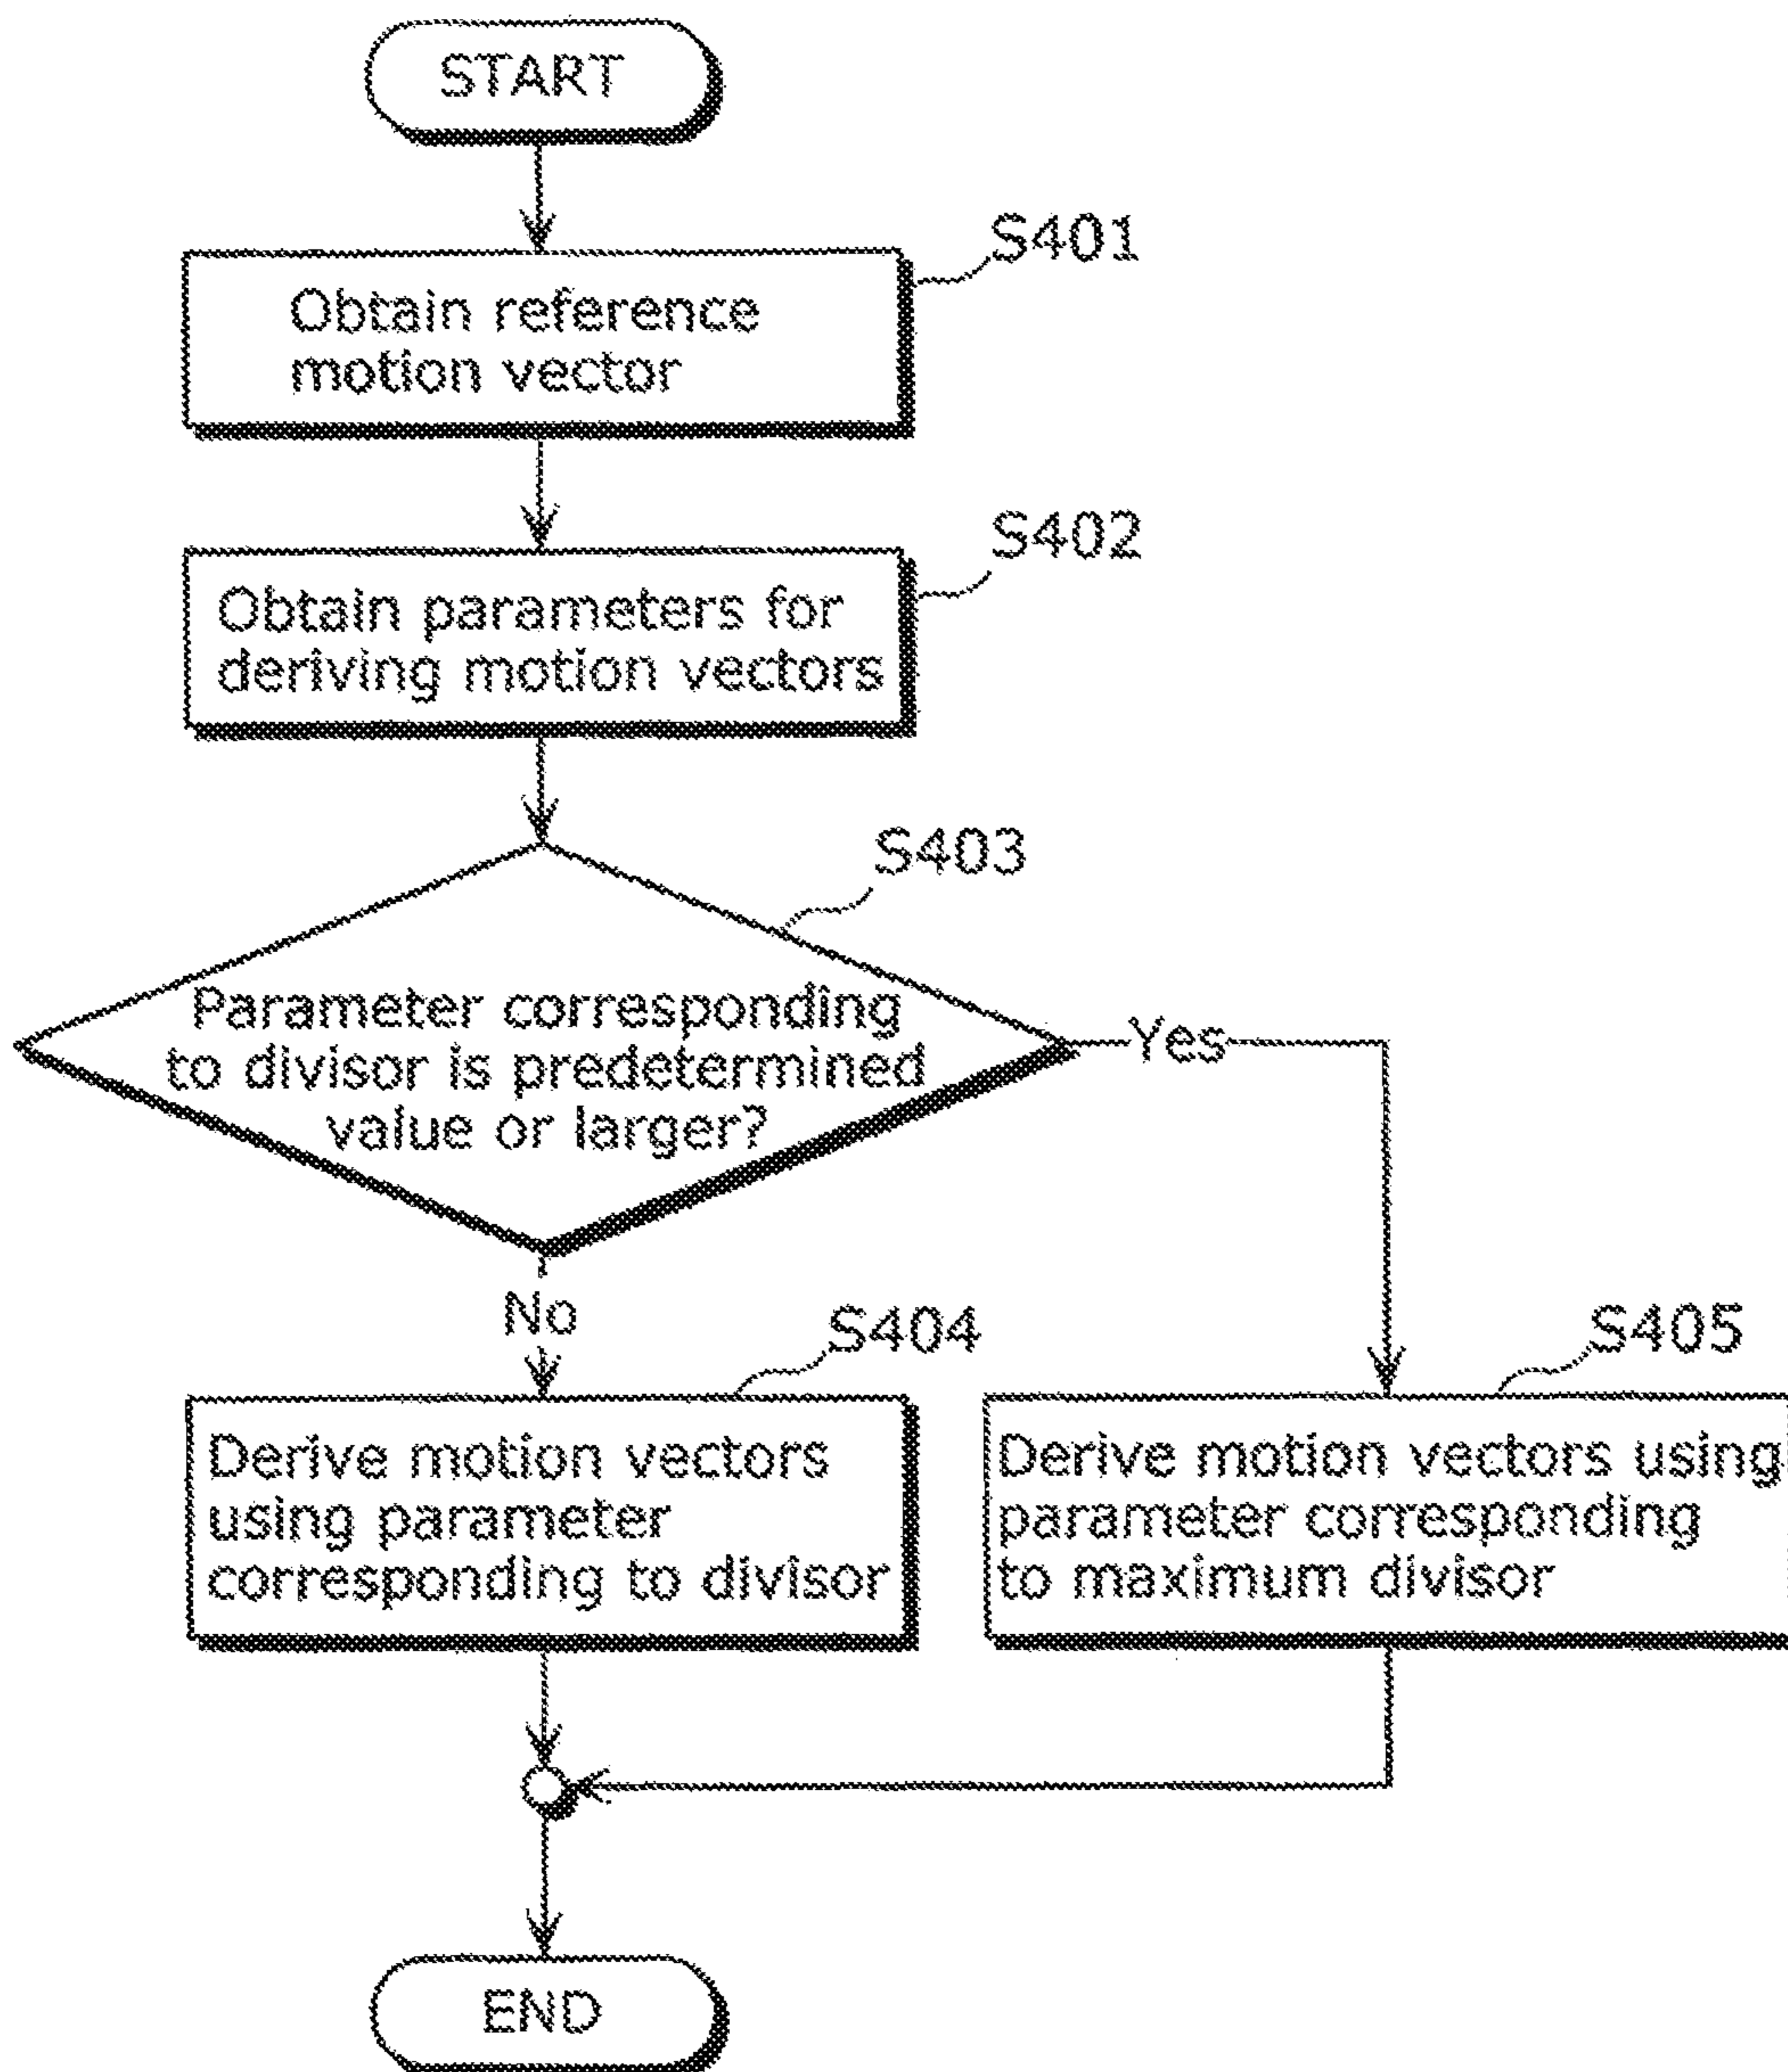 START
S401
Obtain reference
motion vector
S402
Obtain parameters for
deriving motion vectors
S403
Parameter corresponding
to divisor is predetermined
value or larger?
Yes
No
S404
Derive motion vectors
using parameter
corresponding to divisor
S405
Derive motion vectors using
parameter corresponding
to maximum divisor
END